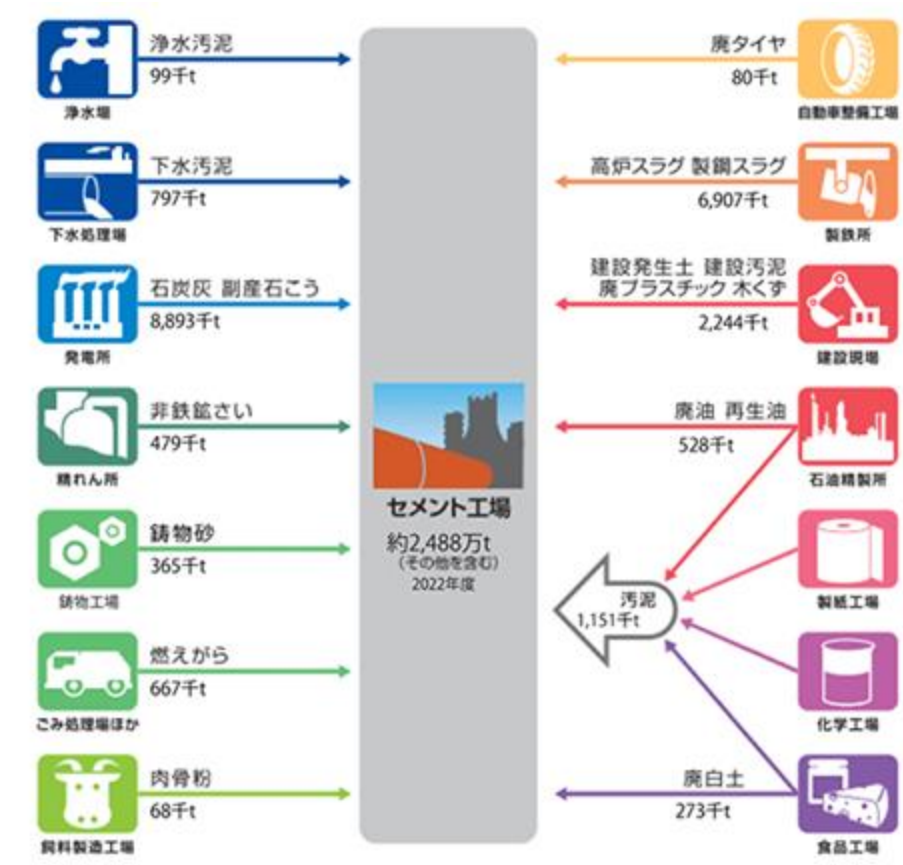 浄水汚泥
99千t
浄水場
下水汚泥
797千t
下水処理場
石炭灰 副産石こう
8,893千t
発電所
非鉄鉱さい
479千t
精れん所
鋳物砂
365千t
鋳物工場
燃えがら
667千t
ごみ処理場ほか
肉骨粉
68千t
飼料製造工場
セメント工場
約2,488万t
(その他を含む)
2022年度
廃タイヤ
80千t
自動車整備工場
高炉スラグ 製鋼スラグ
6,907千t
製鉄所
建設発生土 建設汚泥
廃プラスチック 木くず
2,244千t
建設現場
廃油 再生油
528千t
石油精製所
汚泥
1,151千t
製紙工場
化学工場
廃白土
273千t
食品工場